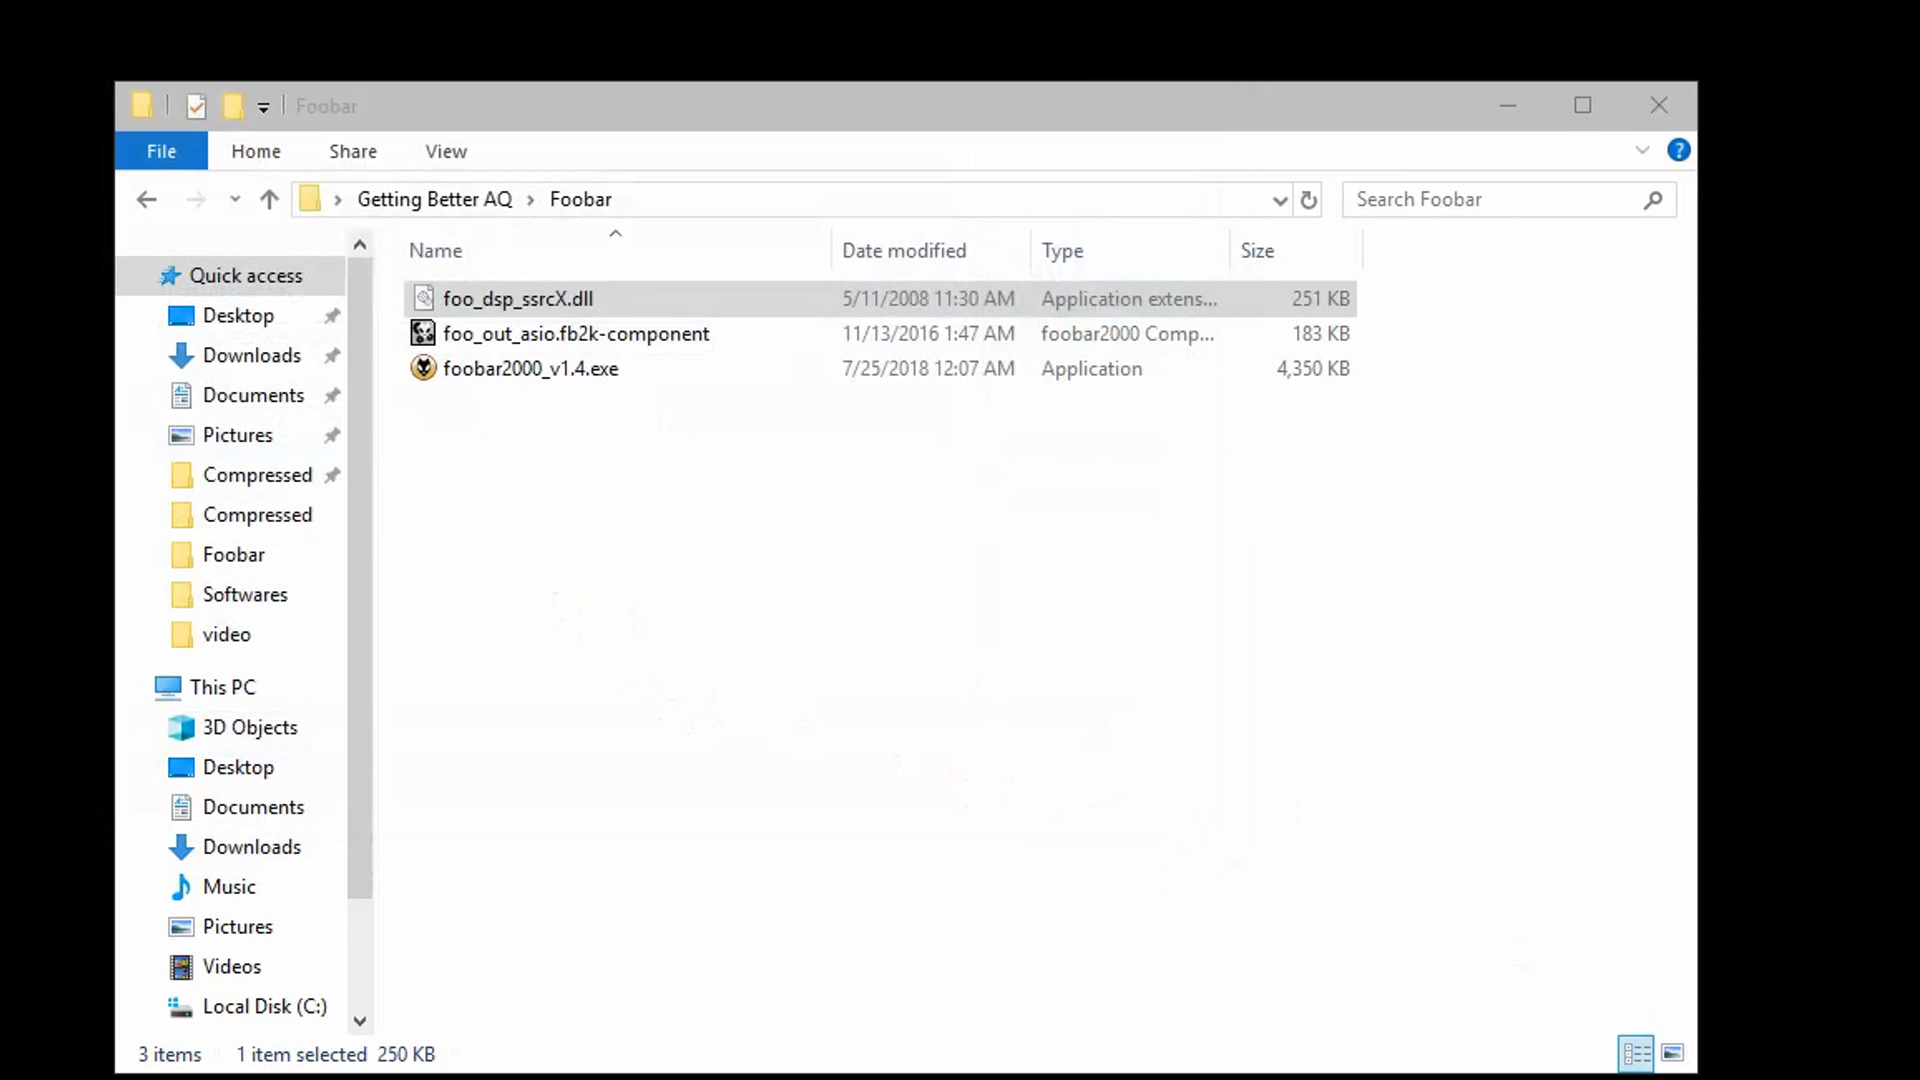 Foobar
File Home Share View
Getting Better AQ Foobar Search Foobar
Name Date modified Type Size
foo_dsp_ssrcX.dll 5/11/2008 11:30 AM Application extens... 251 KB
foo_out_asio.fb2k-component 11/13/2016 1:47 AM foobar2000 Comp... 183 KB
foobar2000_v1.4.exe 7/25/2018 12:07 AM Application 4,350 KB
Quick access
Desktop
Downloads
Documents
Pictures
Compressed
Compressed
Foobar
Softwares
video
This PC
3D Objects
Desktop
Documents
Downloads
Music
Pictures
Videos
Local Disk (C:)
3 items 1 item selected 250 KB